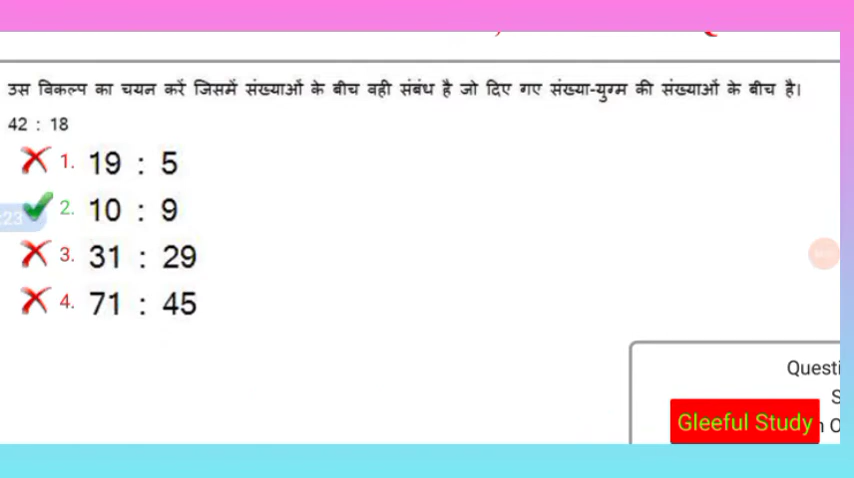 उस विकल्प का चयन करें जिसमें संख्याओं के बीच वही संबंध है जो दिए गए संख्या-युग्म की संख्याओं के बीच है।
42 : 18
1. 19 : 5
:23
2. 10 : 9
3. 31 : 29
4. 71 : 45
Questi
S
Gleeful Study
n O